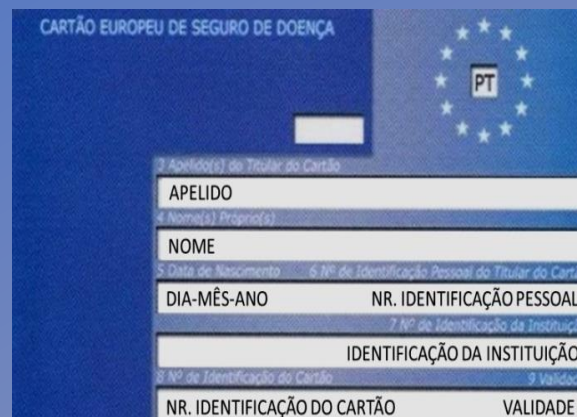 CARTÃO EUROPEU DE SEGURO DE DOENÇA
PT
3 Apelido(s) do Titular do Cartão
APELIDO
4 Nome(s) Próprio(s)
NOME
5 Data de Nascimento 6 Nº de Identificação Pessoal do Titular do Cart
DIA-MÊS-ANO NR. IDENTIFICAÇÃO PESSOAL
7 Nº de Identificação da Instituiç
IDENTIFICAÇÃO DA INSTITUIÇÃO
8 Nº de Identificação do Cartão 9 Valida
NR. IDENTIFICAÇÃO DO CARTÃO VALIDADE